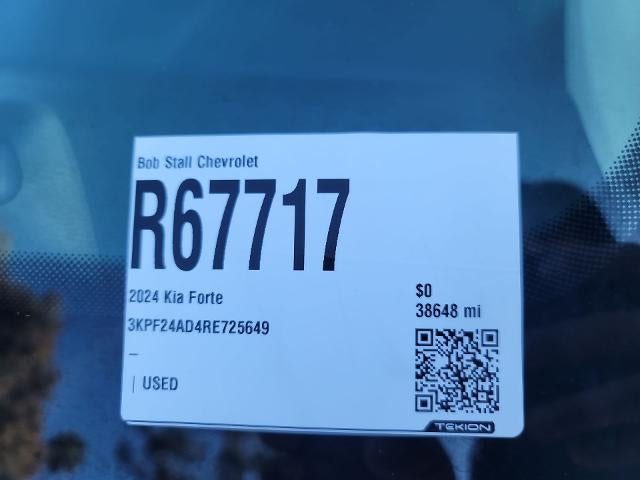 Bob Stall Chevrolet
R67717
2024 Kia Forte
3KPF24AD4RE725649
–
| USED
$0
38648 mi
TEKION